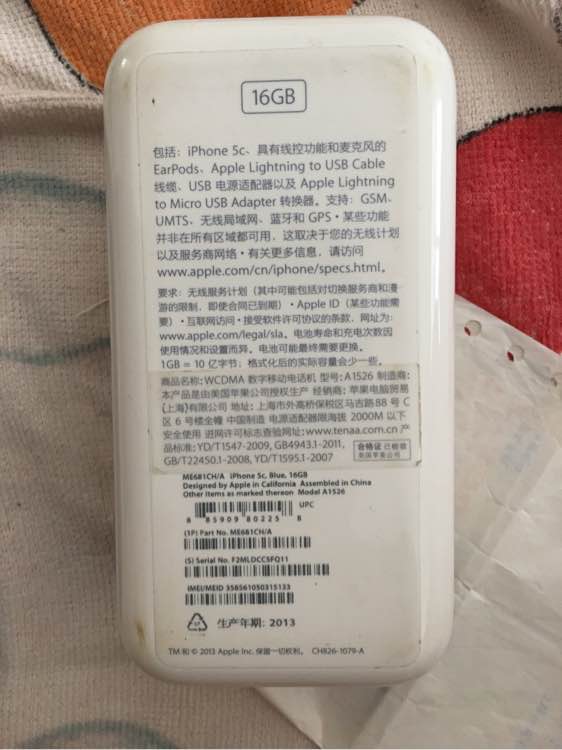 16GB
包括：iPhone 5c、具有线控功能和麦克风的
EarPods、Apple Lightning to USB Cable
线缆、USB 电源适配器以及 Apple Lightning
to Micro USB Adapter 转换器。支持：GSM、
UMTS、无线局域网、蓝牙和 GPS·某些功能
并非在所有区域都可用，这取决于您的无线计划
以及服务商网络·有关更多信息，请访问
www.apple.com/cn/iphone/specs.html。
要求：无线服务计划（其中可能包括对切换服务商和漫
游的限制，即使合同已到期）·Apple ID（某些功能需
要）·互联网访问·接受软件许可协议的条款，网址为：
www.apple.com/legal/sla。电池寿命和充电次数因
使用情况和设置而异。电池可能最终需要更换。
1GB = 10 亿字节；格式化后的实际容量会少一些。
商品名称：WCDMA 数字移动电话机 型号：A1526 制造商：
本产品是由美国苹果公司授权生产 经销商：苹果电脑贸易
(上海)有限公司 地址：上海市外高桥保税区马吉路 88 号 C
区 6 号楼全幢 中国制造 电源适配器限海拔 2000M 以下
安全使用 进网许可标志查验网址：www.tenaa.com.cn 产
品标准：YD/T1547-2009, GB4943.1-2011,
GB/T22450.1-2008, YD/T1595.1-2007
合格证 已检验
美国苹果公司
ME681CH/A iPhone 5c, Blue, 16GB
Designed by Apple in California Assembled in China
Other items as marked thereon Model A1526
UPC
8 85909 80225 8
(1P) Part No. ME681CH/A
(S) Serial No. F2MLDCCSFQ11
IMEI/MEID 358561050315133
生产年期: 2013
TM 和 © 2013 Apple Inc. 保留一切权利。 CH826-1079-A